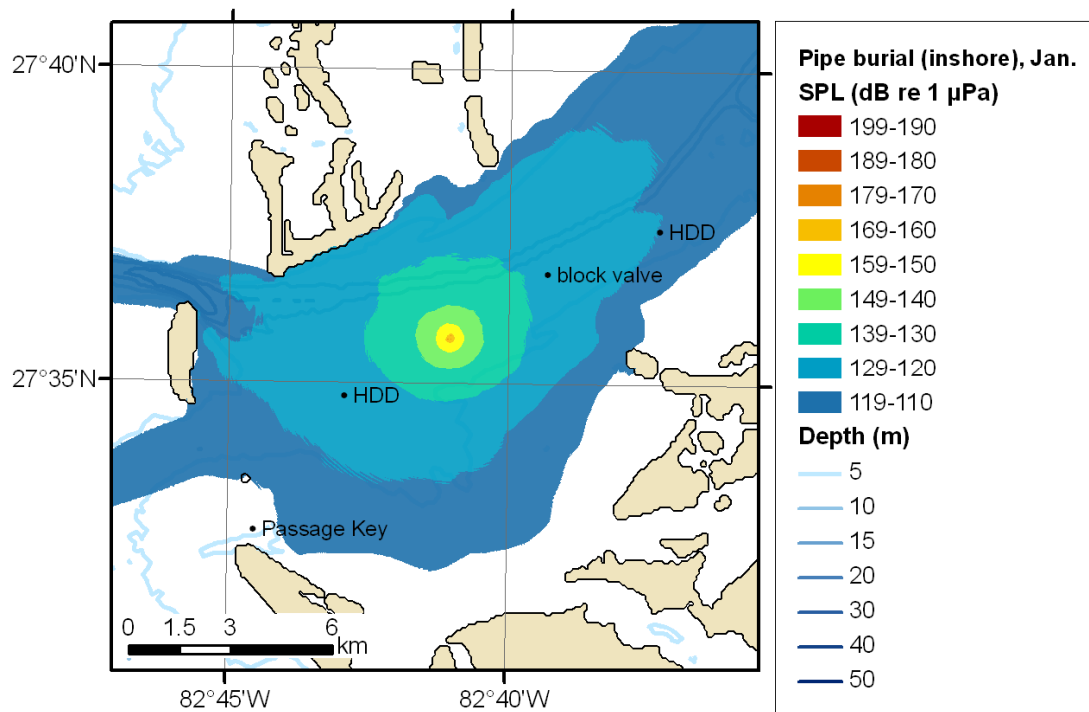 27°40'N
27°35'N
82°45'W
82°40'W
HDD
block valve
HDD
Passage Key
0 1.5 3 6
km
Pipe burial (inshore), Jan.
SPL (dB re 1 µPa)
199-190
189-180
179-170
169-160
159-150
149-140
139-130
129-120
119-110
Depth (m)
5
10
15
20
30
40
50